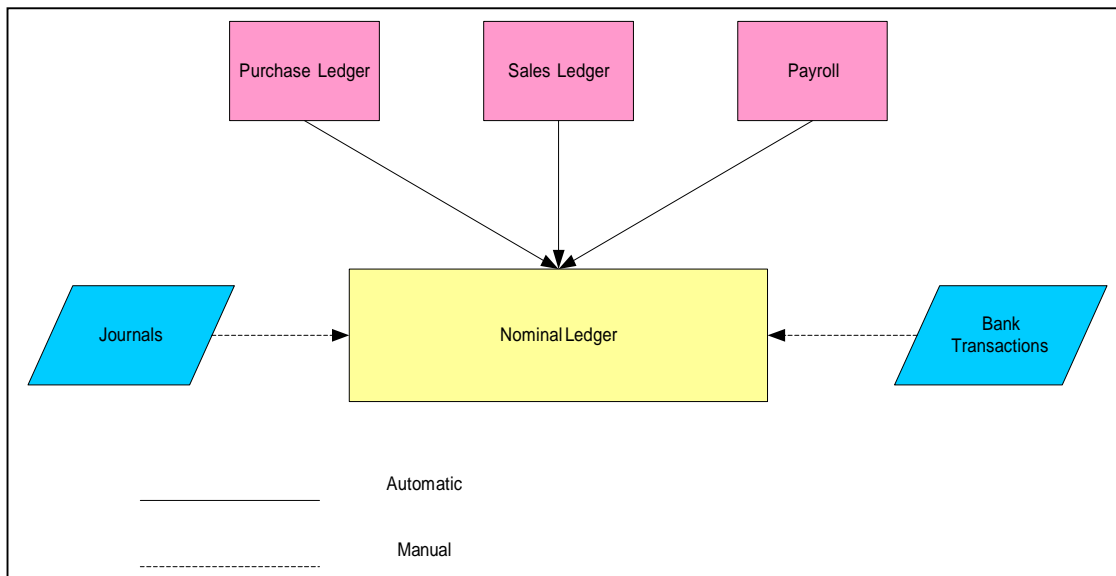 Purchase Ledger
Sales Ledger
Payroll
Journals
Nominal Ledger
Bank
Transactions
Automatic
Manual